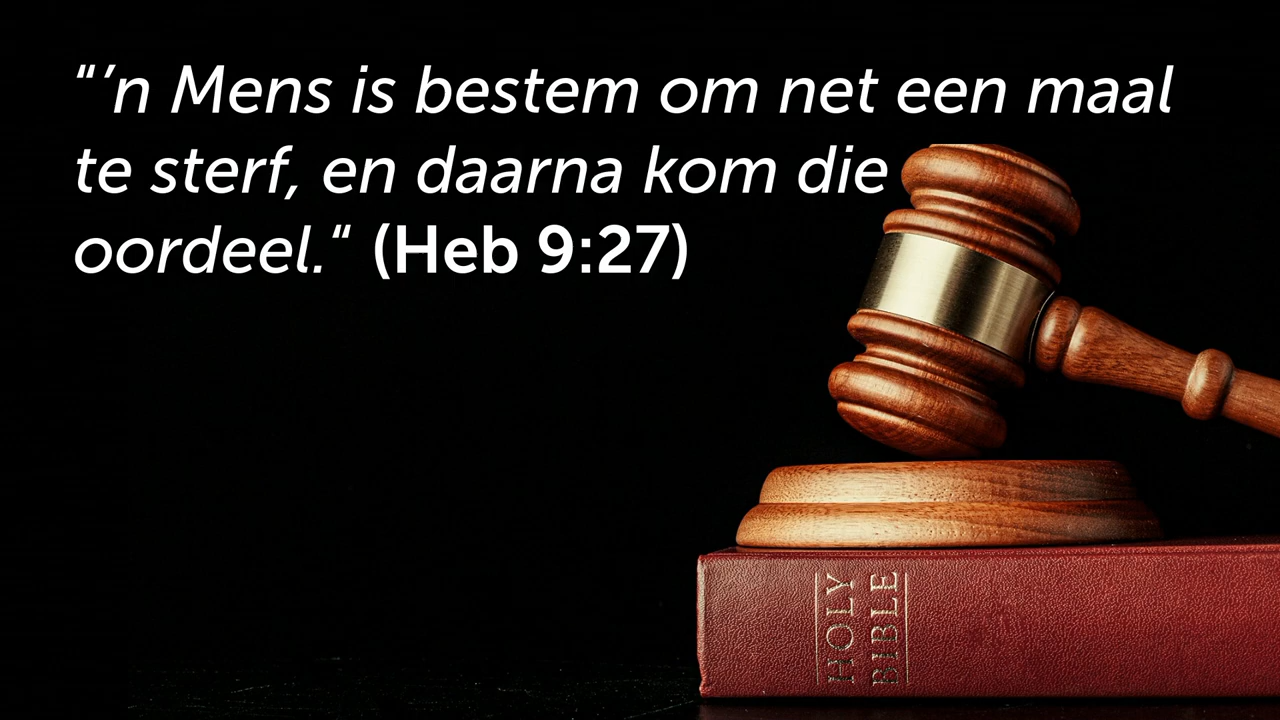 “’n Mens is bestem om net een maal
te sterf, en daarna kom die
oordeel.“ (Heb 9:27)
HOLY
BIBLE